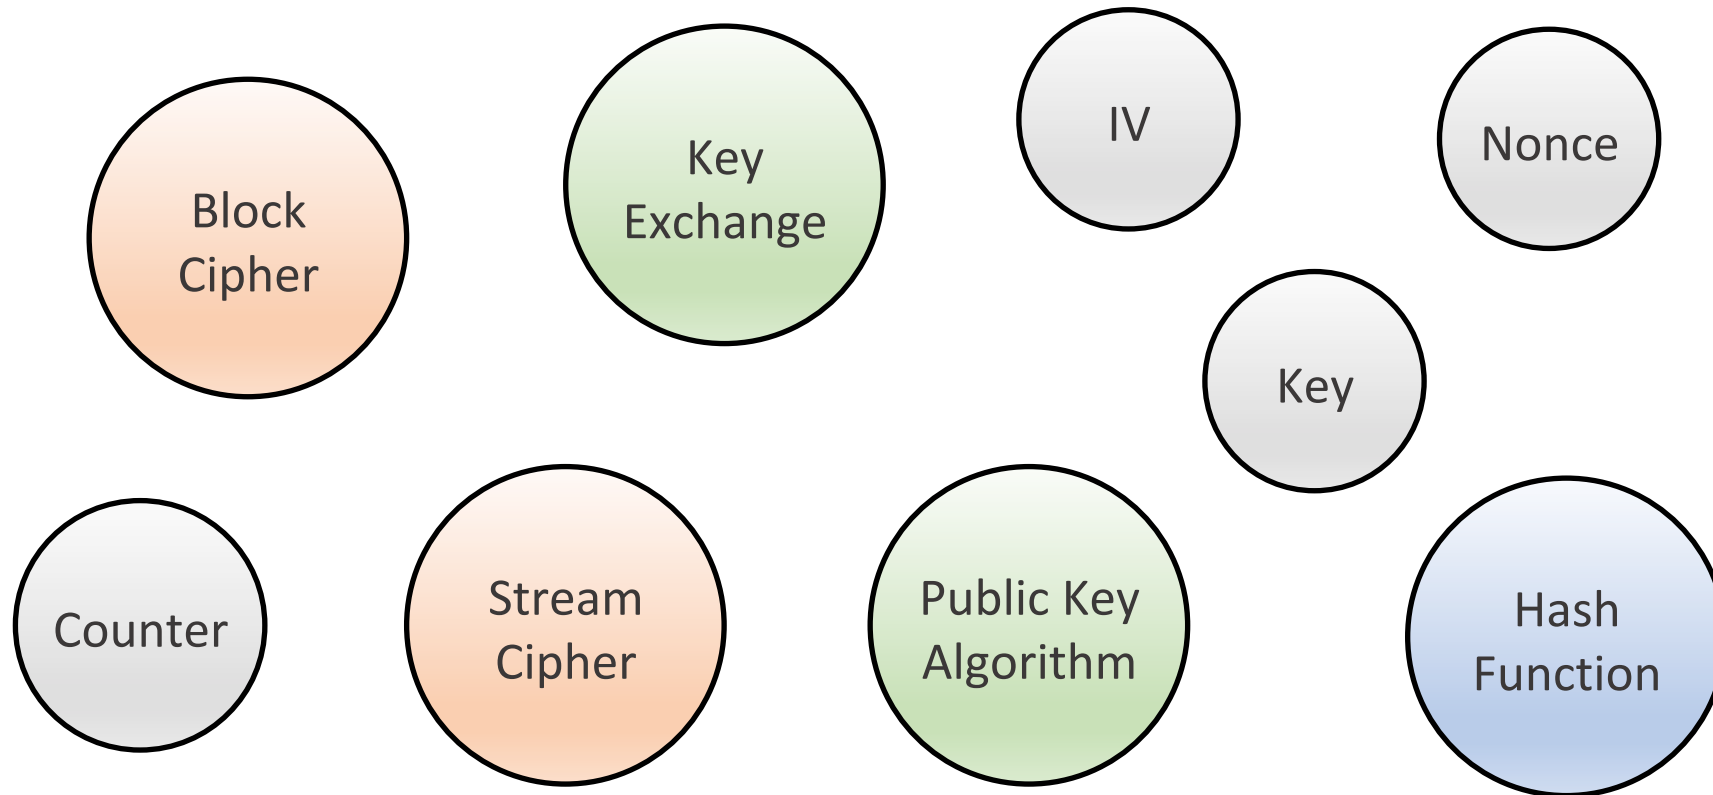 Block
Cipher
Key
Exchange
IV
Nonce
Key
Counter
Stream
Cipher
Public Key
Algorithm
Hash
Function